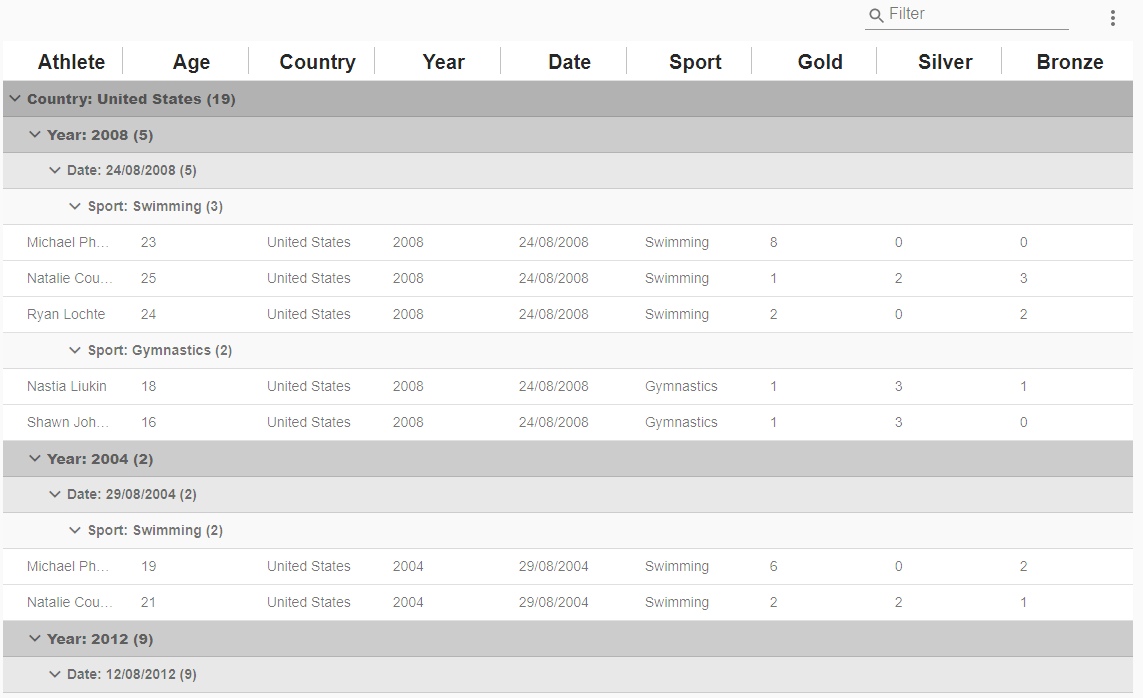 Filter
Athlete Age Country Year Date Sport Gold Silver Bronze
Country: United States (19)
Year: 2008 (5)
Date: 24/08/2008 (5)
Sport: Swimming (3)
Michael Ph... 23 United States 2008 24/08/2008 Swimming 8 0 0
Natalie Cou... 25 United States 2008 24/08/2008 Swimming 1 2 3
Ryan Lochte 24 United States 2008 24/08/2008 Swimming 2 0 2
Sport: Gymnastics (2)
Nastia Liukin 18 United States 2008 24/08/2008 Gymnastics 1 3 1
Shawn Joh... 16 United States 2008 24/08/2008 Gymnastics 1 3 0
Year: 2004 (2)
Date: 29/08/2004 (2)
Sport: Swimming (2)
Michael Ph... 19 United States 2004 29/08/2004 Swimming 6 0 2
Natalie Cou... 21 United States 2004 29/08/2004 Swimming 2 2 1
Year: 2012 (9)
Date: 12/08/2012 (9)